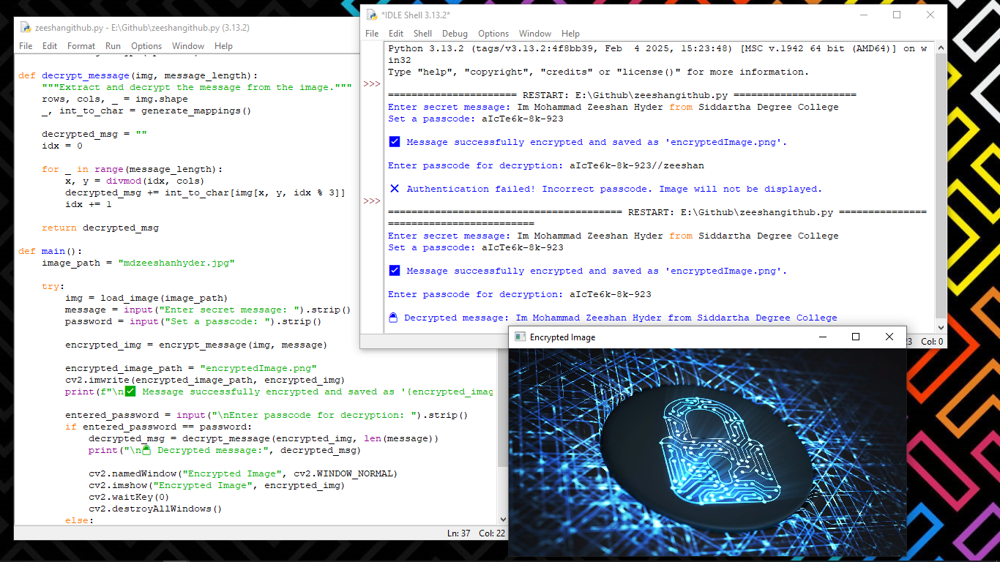 zeeshangithub.py - E:\Github\zeeshangithub.py (3.13.2)
File Edit Format Run Options Window Help
def decrypt_message(img, message_length):
"""Extract and decrypt the message from the image."""
rows, cols, _ = img.shape
_, int_to_char = generate_mappings()
decrypted_msg = ""
idx = 0
for _ in range(message_length):
x, y = divmod(idx, cols)
decrypted_msg += int_to_char[img[x, y, idx % 3]]
idx += 1
return decrypted_msg
def main():
image_path = "mdzeeshanhyder.jpg"
try:
img = load_image(image_path)
message = input("Enter secret message: ").strip()
password = input("Set a passcode: ").strip()
encrypted_img = encrypt_message(img, message)
encrypted_image_path = "encryptedImage.png"
cv2.imwrite(encrypted_image_path, encrypted_img)
print(f"\n✅ Message successfully encrypted and saved as '{encrypted_imag
entered_password = input("\nEnter passcode for decryption: ").strip()
if entered_password == password:
decrypted_msg = decrypt_message(encrypted_img, len(message))
print("\n🔓 Decrypted message:", decrypted_msg)
cv2.namedWindow("Encrypted Image", cv2.WINDOW_NORMAL)
cv2.imshow("Encrypted Image", encrypted_img)
cv2.waitKey(0)
cv2.destroyAllWindows()
else:
Ln: 37 Col: 22
*IDLE Shell 3.13.2*
File Edit Shell Debug Options Window Help
Python 3.13.2 (tags/v3.13.2:4f8bb39, Feb  4 2025, 15:23:48) [MSC v.1942 64 bit (AMD64)] on w
in32
Type "help", "copyright", "credits" or "license()" for more information.
>>>
====================== RESTART: E:\Github\zeeshangithub.py =====================
Enter secret message: Im Mohammad Zeeshan Hyder from Siddartha Degree College
Set a passcode: aIcTe6k-8k-923
✅ Message successfully encrypted and saved as 'encryptedImage.png'.
Enter passcode for decryption: aIcTe6k-8k-923//zeeshan
❌ Authentication failed! Incorrect passcode. Image will not be displayed.
>>>
======================================== RESTART: E:\Github\zeeshangithub.py ===============
=========================
Enter secret message: Im Mohammad Zeeshan Hyder from Siddartha Degree College
Set a passcode: aIcTe6k-8k-923
✅ Message successfully encrypted and saved as 'encryptedImage.png'.
Enter passcode for decryption: aIcTe6k-8k-923
🔓 Decrypted message: Im Mohammad Zeeshan Hyder from Siddartha Degree College
23 Col: 0
Encrypted Image